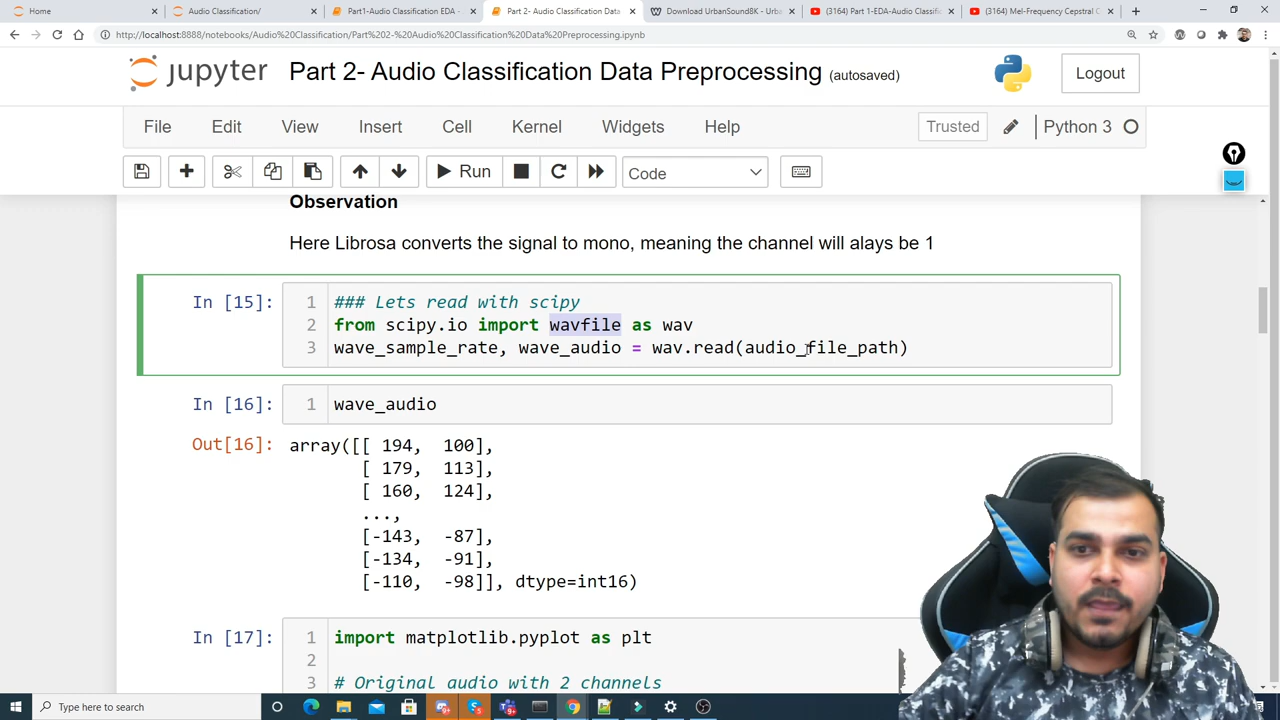 Home
Audio Classification/
Part1-Audio Classification EDA -
Part 2- Audio Classification Data
Download UrbanSound8K - Urb
(3164) Part 1-EDA-Audio Classifi
(3164) Mel-Frequency Cepstral C
http://localhost:8888/notebooks/Audio%20Classification/Part%202-%20Audio%20Classification%20Data%20Preprocessing.ipynb
jupyter Part 2- Audio Classification Data Preprocessing (autosaved) Logout
File Edit View Insert Cell Kernel Widgets Help Trusted Python 3
Run Code
Observation
Here Librosa converts the signal to mono, meaning the channel will alays be 1
In [15]: 1 ### Lets read with scipy
2 from scipy.io import wavfile as wav
3 wave_sample_rate, wave_audio = wav.read(audio_file_path)
In [16]: 1 wave_audio
Out[16]: array([[ 194, 100],
[ 179, 113],
[ 160, 124],
...,
[-143, -87],
[-134, -91],
[-110, -98]], dtype=int16)
In [17]: 1 import matplotlib.pyplot as plt
2
3 # Original audio with 2 channels
Type here to search